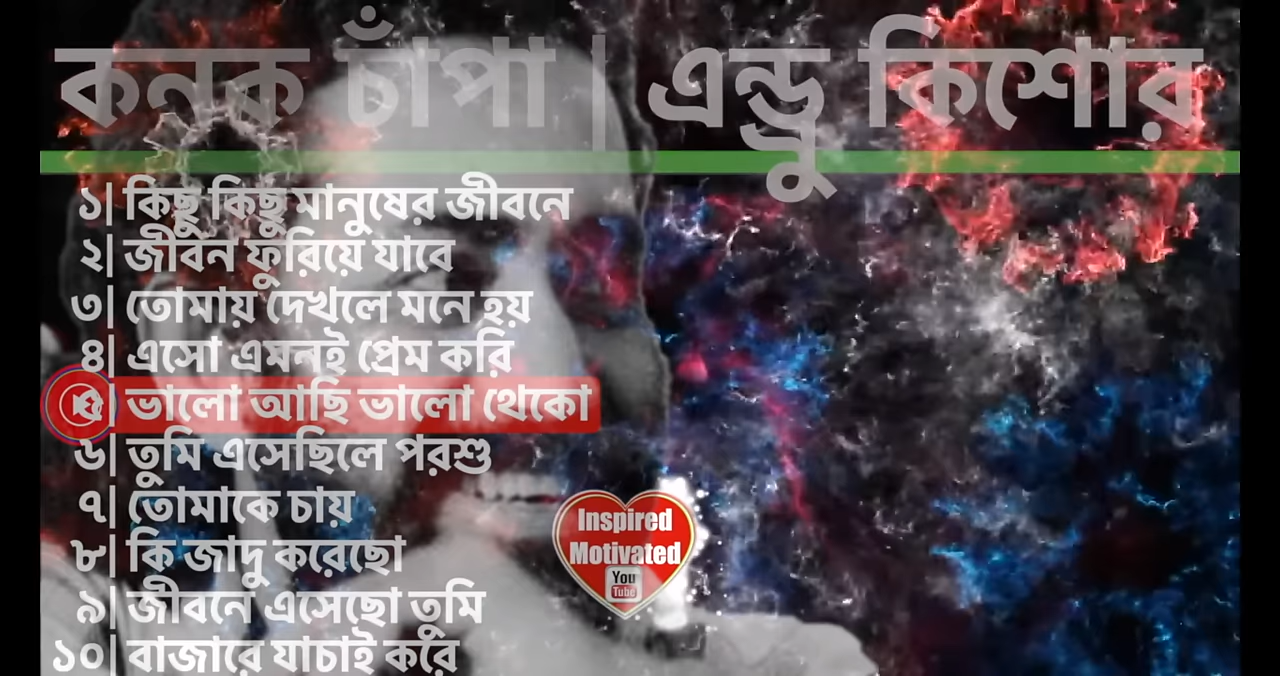 কনক চাঁপা | এন্ড্রু কিশোর
১| কিছু কিছু মানুষের জীবনে
২| জীবন ফুরিয়ে যাবে
৩| তোমায় দেখলে মনে হয়
৪| এসো এমনই প্রেম করি
ভালো আছি ভালো থেকো
৬| তুমি এসেছিলে পরশু
৭| তোমাকে চায়
৮| কি জাদু করেছো
৯| জীবনে এসেছো তুমি
১০| বাজারে যাচাই করে
Inspired
Motivated
You
Tube